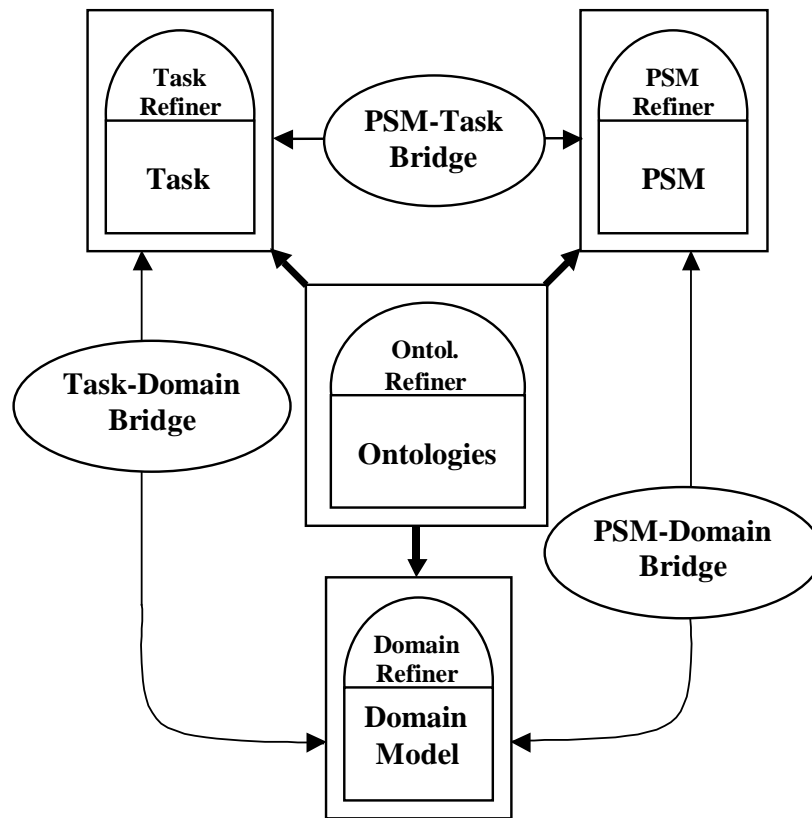 Task
Refiner
Task
PSM-Task
Bridge
PSM
Refiner
PSM
Task-Domain
Bridge
Ontol.
Refiner
Ontologies
PSM-Domain
Bridge
Domain
Refiner
Domain
Model